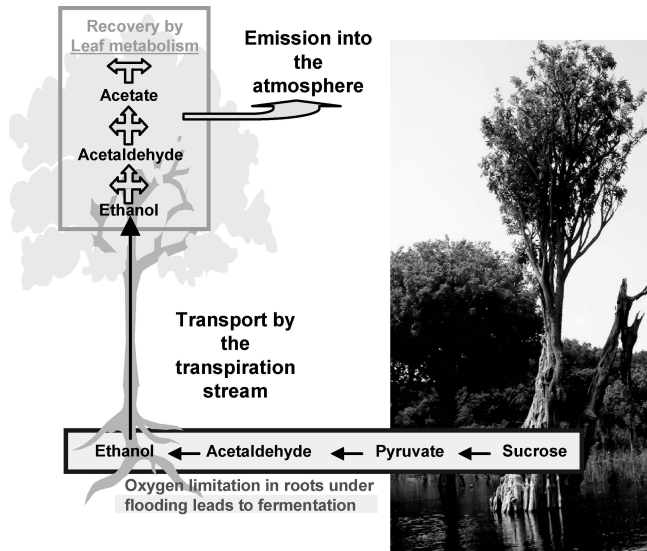 Recovery by
Leaf metabolism
Acetate
Acetaldehyde
Ethanol
Emission into
the
atmosphere
Transport by
the
transpiration
stream
Ethanol
Acetaldehyde
Pyruvate
Sucrose
Oxygen limitation in roots under
flooding leads to fermentation